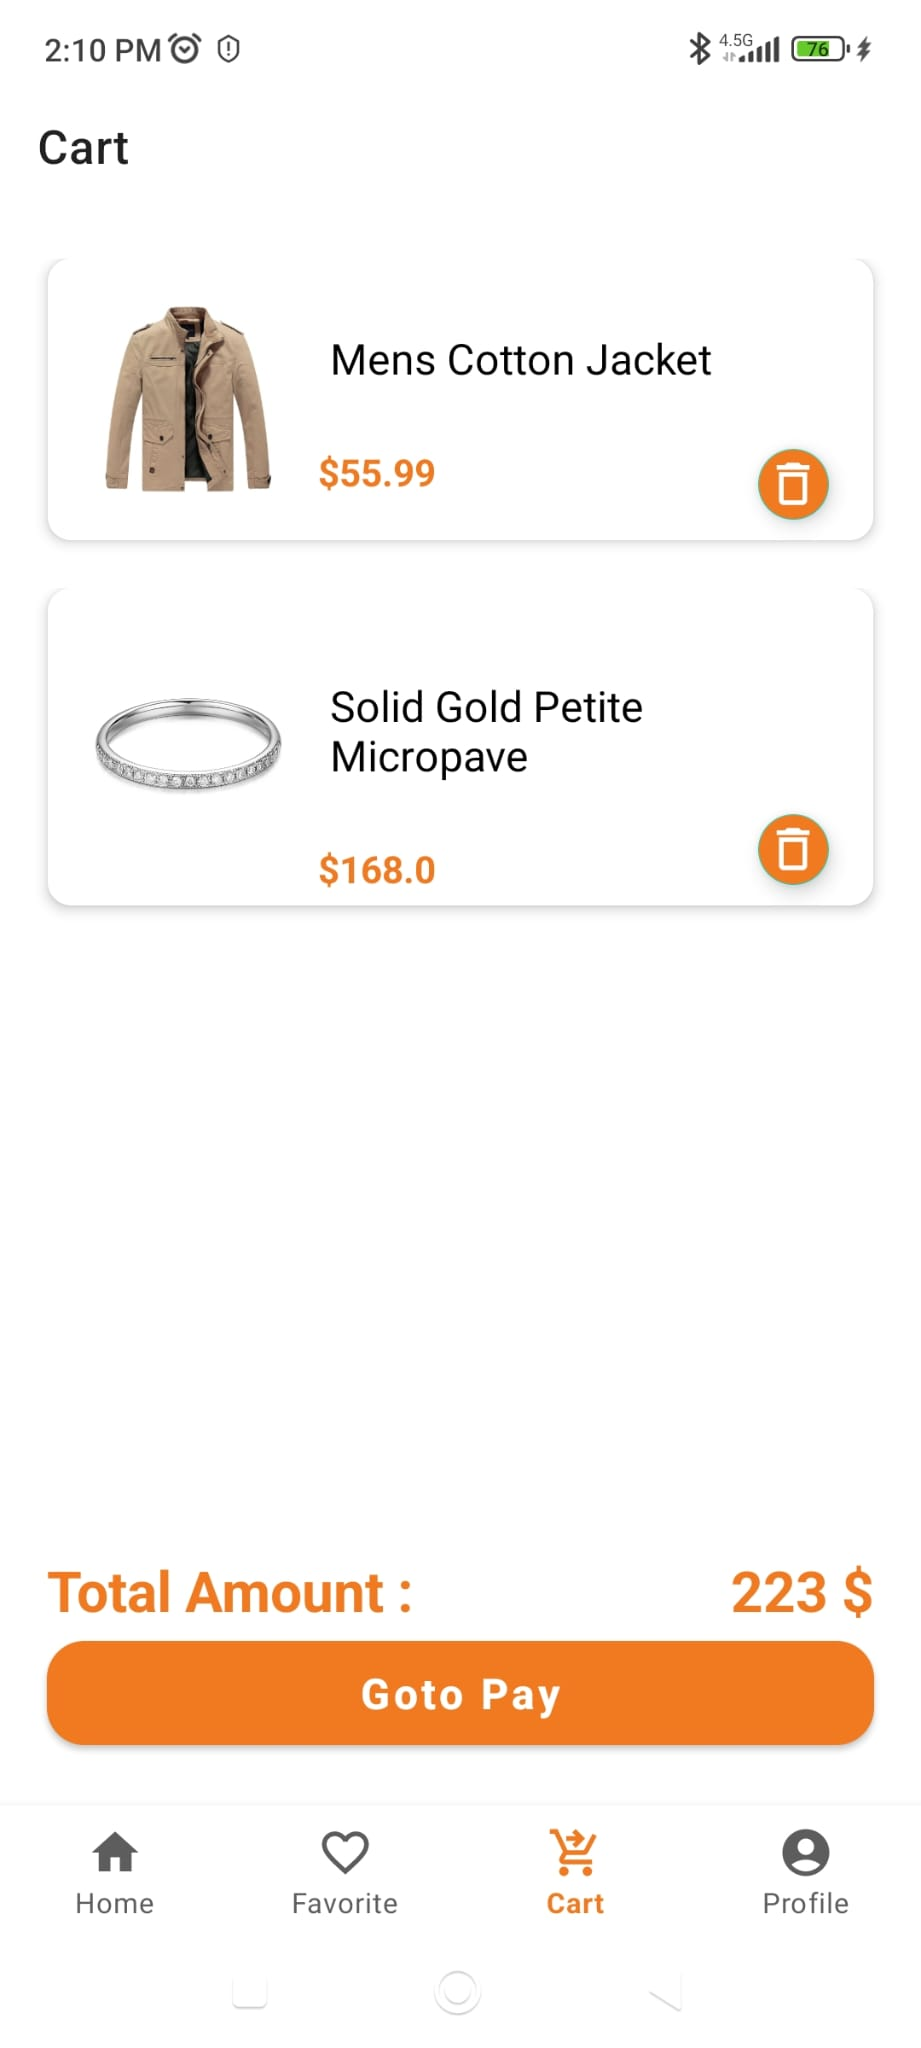 2:10 PM
4.5G
76
Cart
Mens Cotton Jacket
$55.99
Solid Gold Petite
Micropave
$168.0
Total Amount :
223 $
Goto Pay
Home
Favorite
Cart
Profile